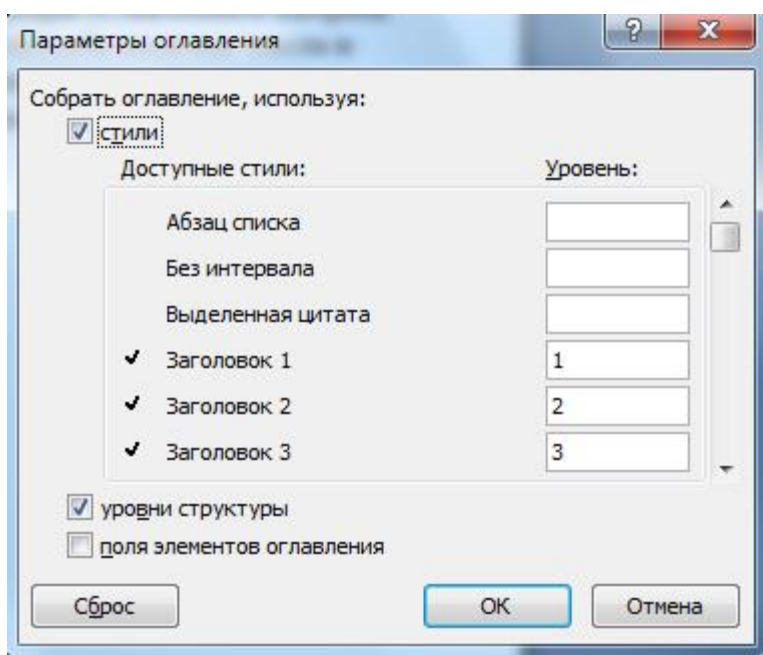 Параметры оглавления
Собрать оглавление, используя:
стили
Доступные стили: Уровень:
Абзац списка
Без интервала
Выделенная цитата
Заголовок 1 1
Заголовок 2 2
Заголовок 3 3
уровни структуры
поля элементов оглавления
Сброс ОК Отмена